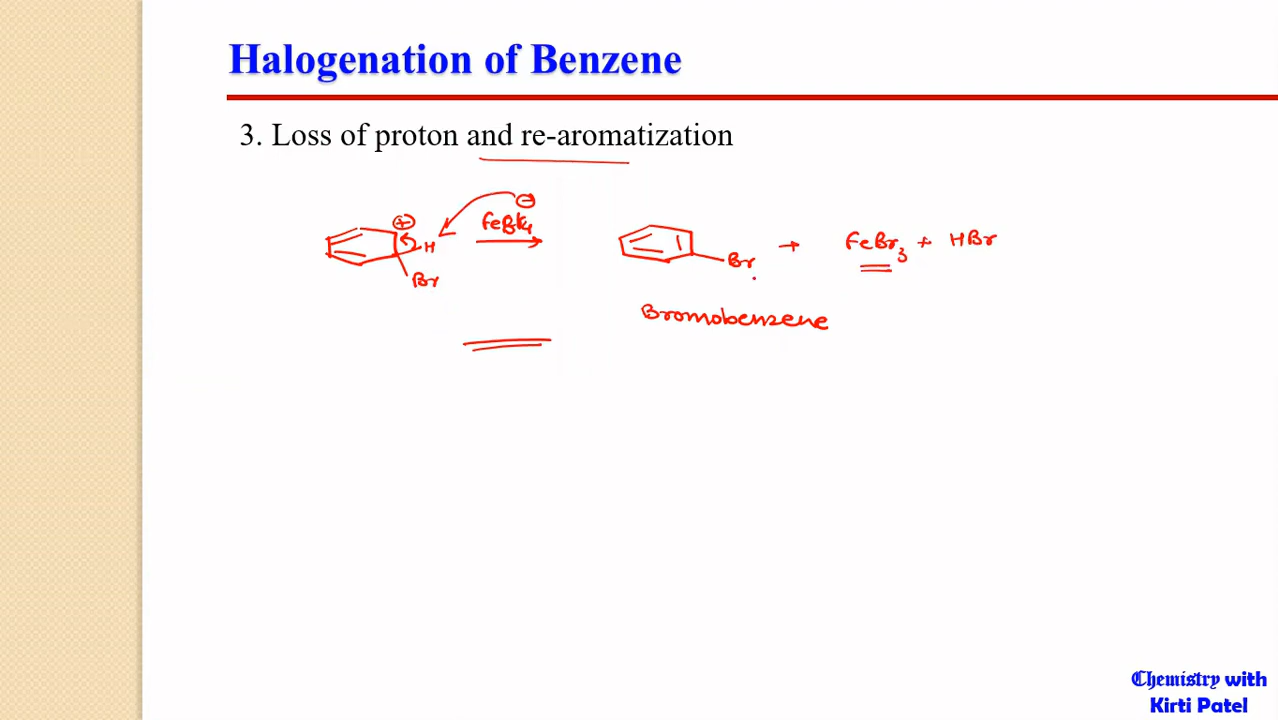 Halogenation of Benzene
3. Loss of proton and re-aromatization
⊕ H Br
⊖
FeBr4
Br + FeBr3 + HBr
Bromobenzene
Chemistry with
Kirti Patel